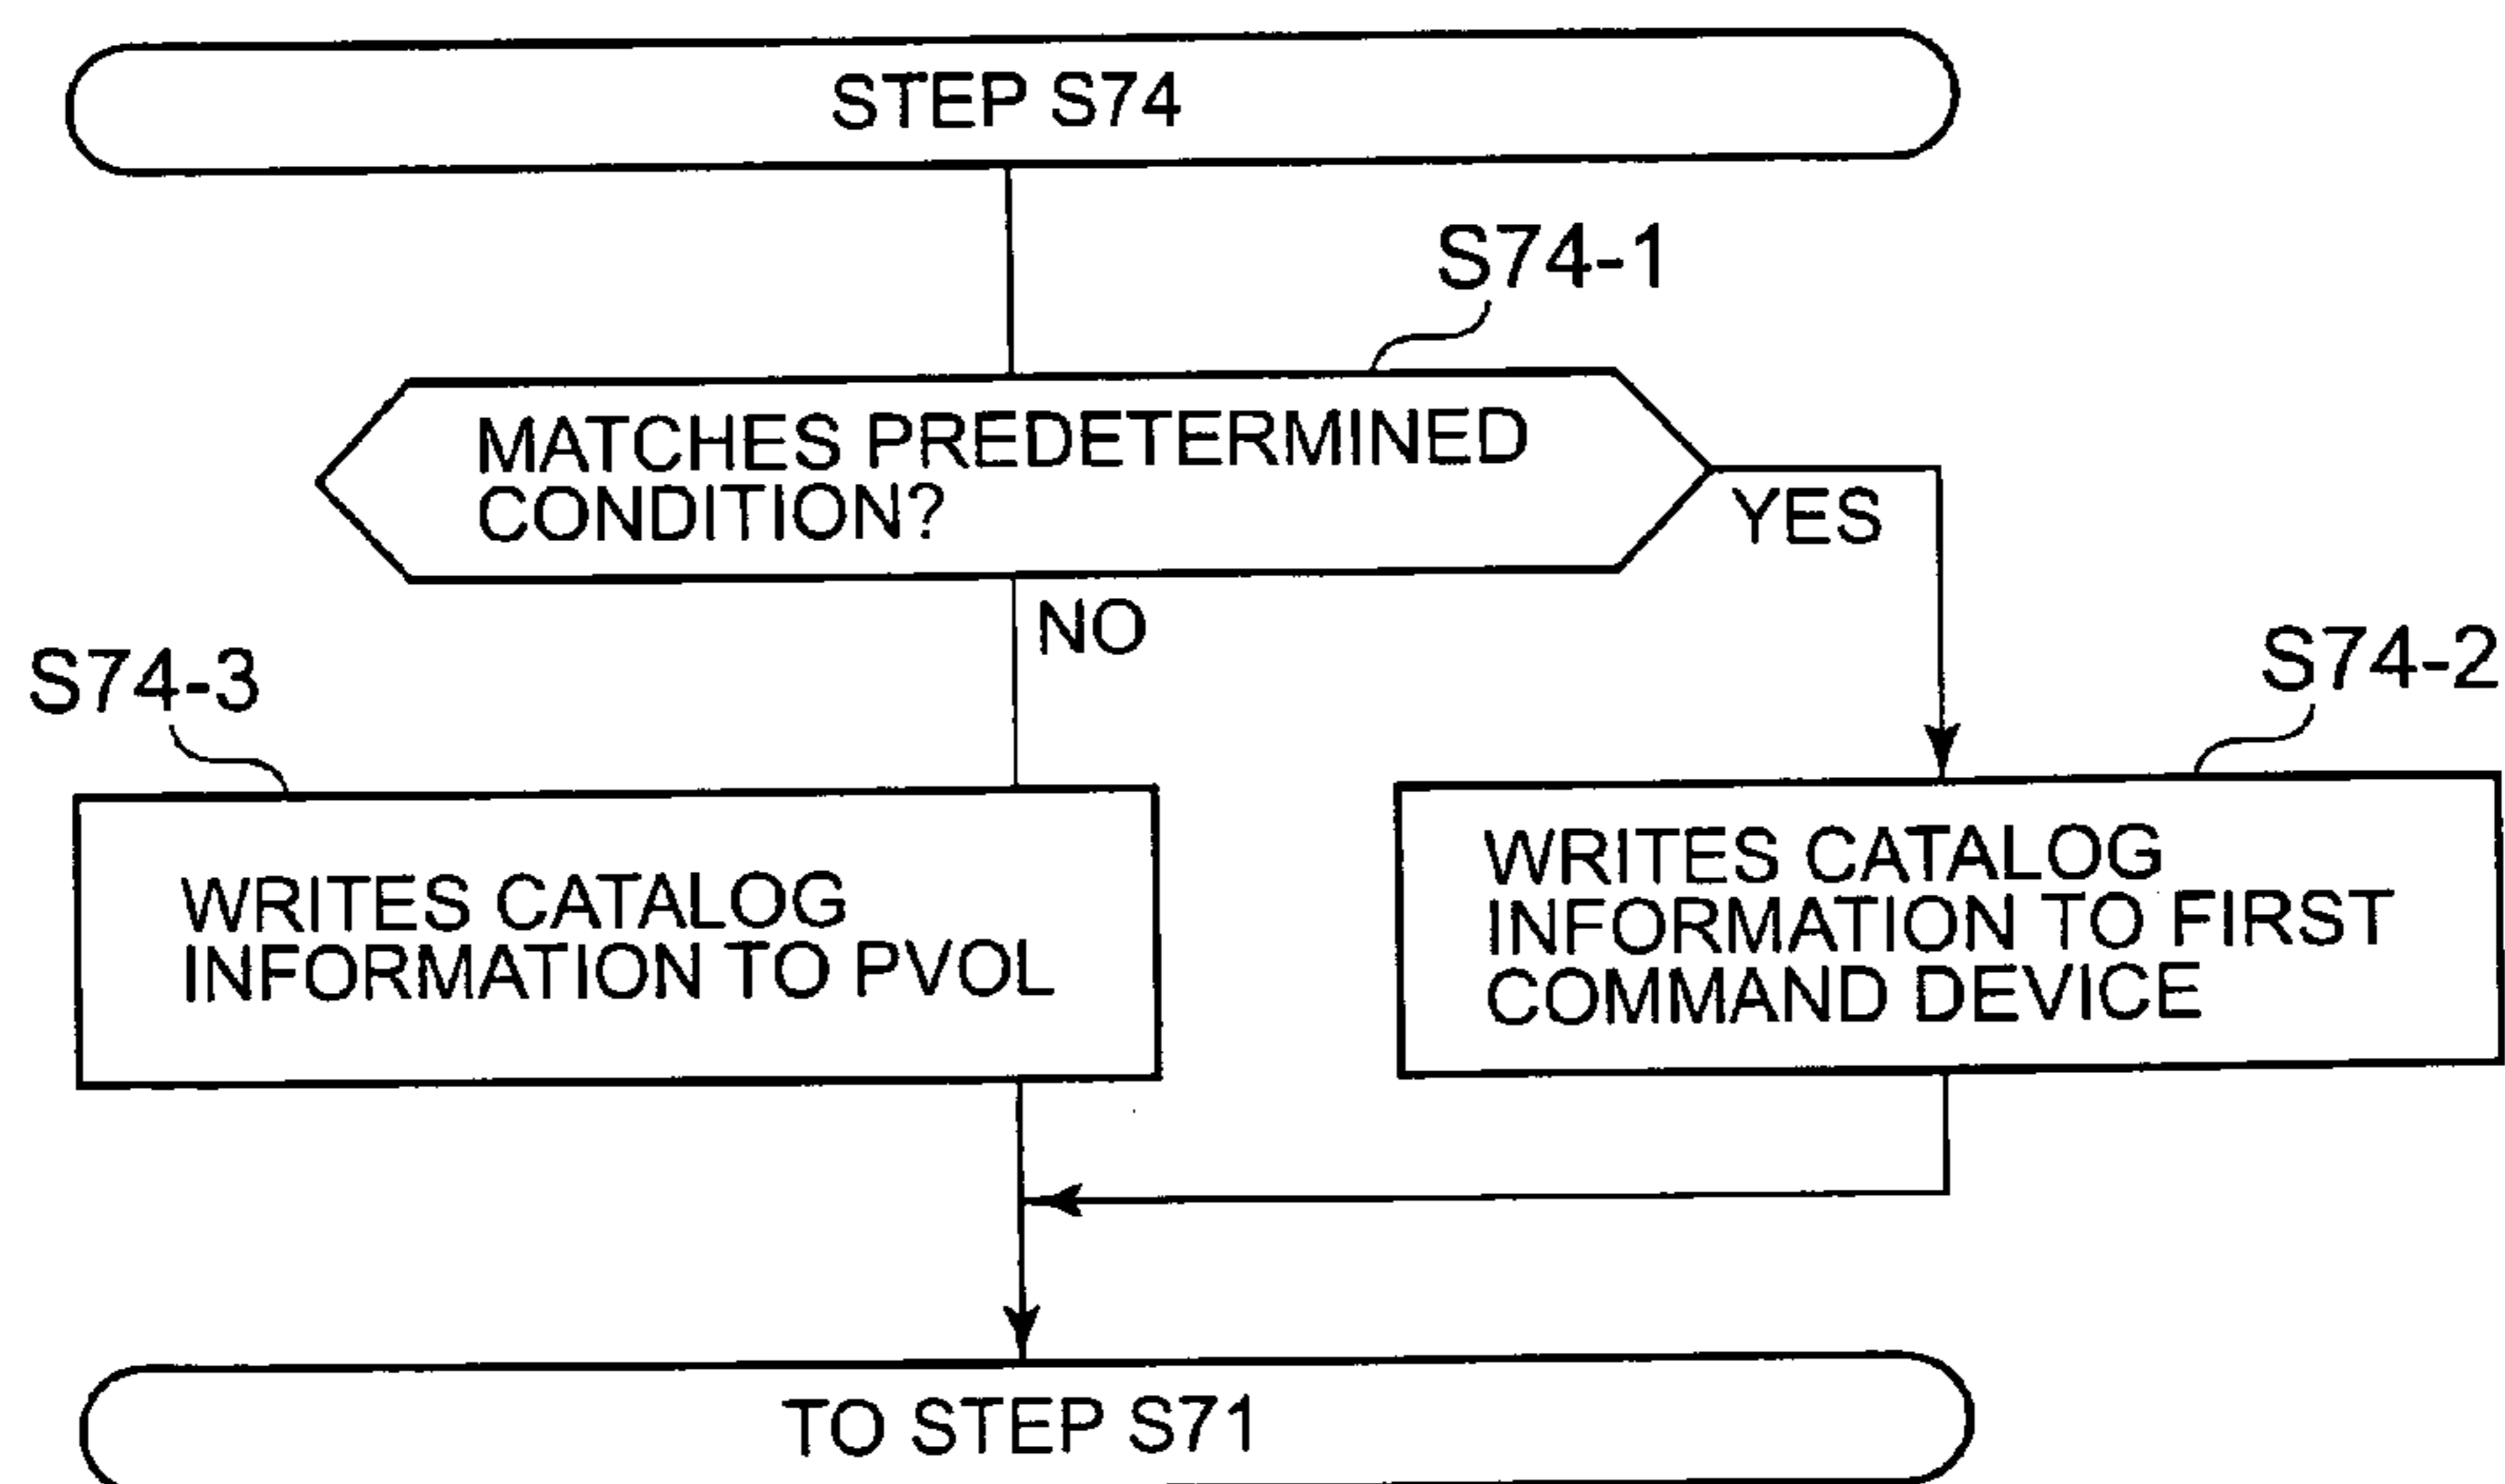 STEP S74
S74-1
MATCHES PREDETERMINED
CONDITION?
YES
NO
S74-3
S74-2
WRITES CATALOG
INFORMATION TO PVOL
WRITES CATALOG
INFORMATION TO FIRST
COMMAND DEVICE
TO STEP S71